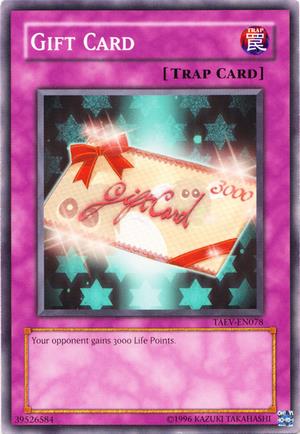 GIFT CARD
TRAP
罠
[TRAP CARD]
Gift Card
3000
TAEV-EN078
Your opponent gains 3000 Life Points.
39526584
©1996 KAZUKI TAKAHASHI